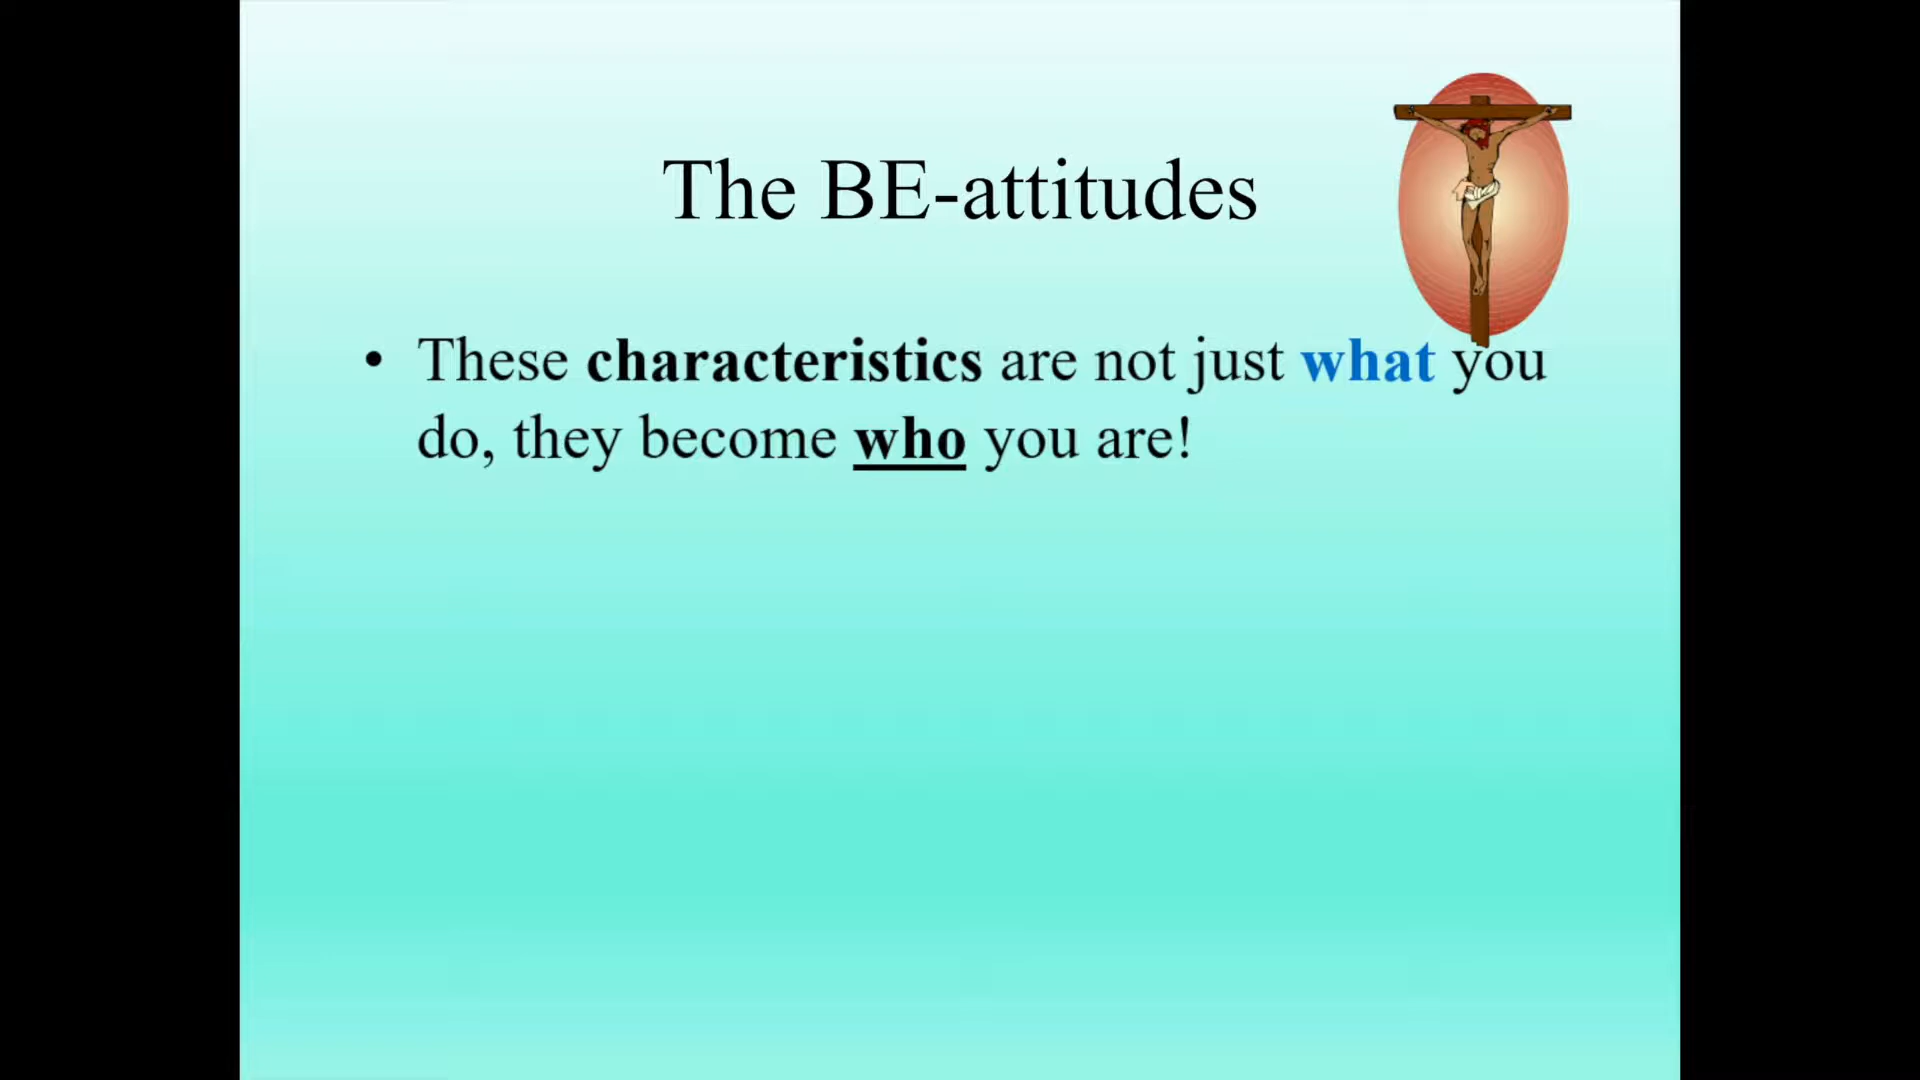 The BE-attitudes
• These characteristics are not just what you
do, they become who you are!